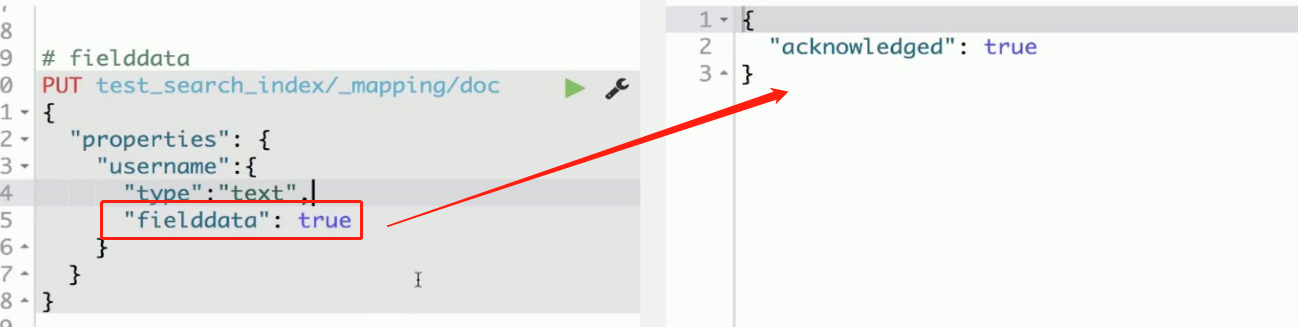 8
9 # fielddata
0 PUT test_search_index/_mapping/doc
1 {
2 "properties": {
3 "username":{
4 "type":"text",
5 "fielddata": true
6 }
7 }
8 }
1 {
2 "acknowledged": true
3 }